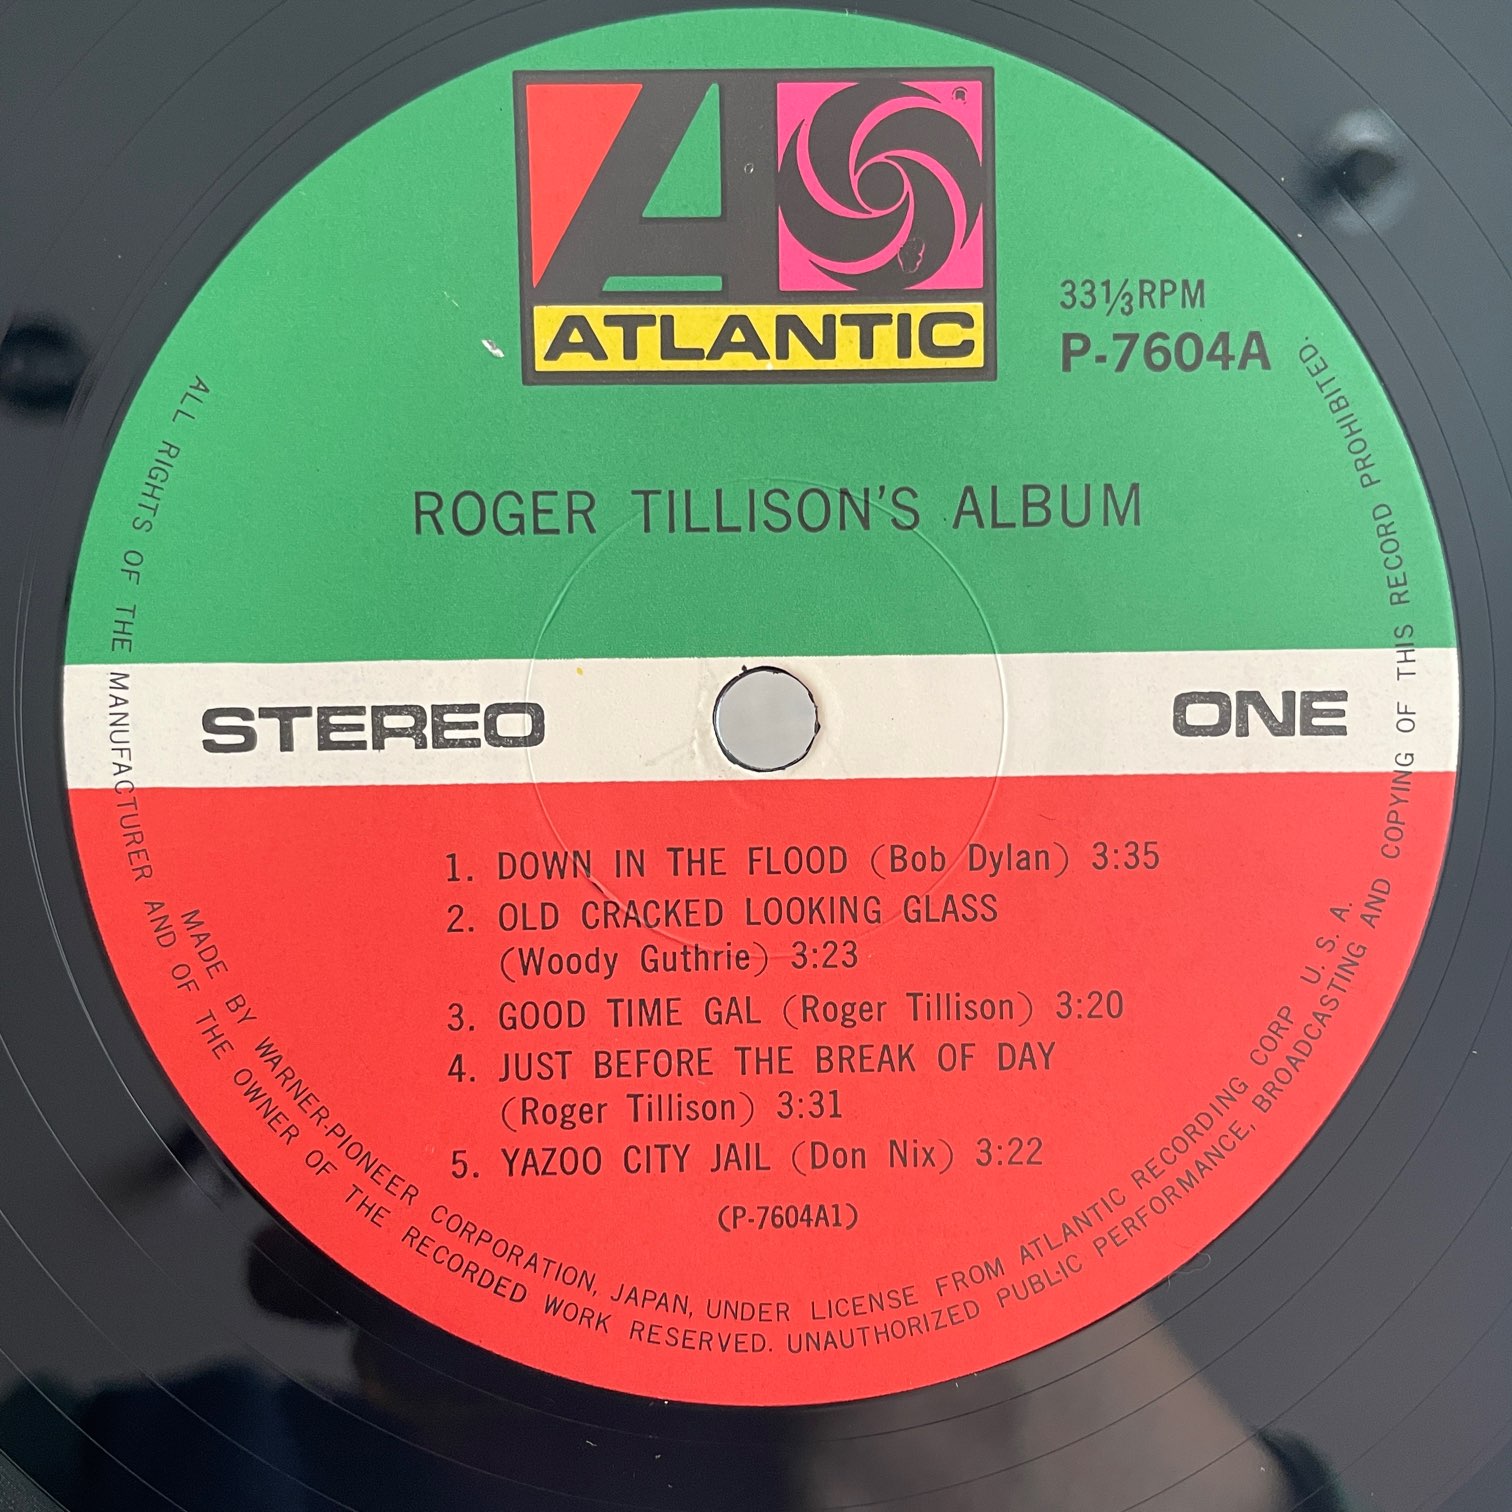 ATLANTIC
33⅓RPM
P-7604A
ROGER TILLISON'S ALBUM
STEREO
ONE
1. DOWN IN THE FLOOD (Bob Dylan) 3:35
2. OLD CRACKED LOOKING GLASS
(Woody Guthrie) 3:23
3. GOOD TIME GAL (Roger Tillison) 3:20
4. JUST BEFORE THE BREAK OF DAY
(Roger Tillison) 3:31
5. YAZOO CITY JAIL (Don Nix) 3:22
(P-7604A1)
MADE BY WARNER-PIONEER CORPORATION, JAPAN, UNDER LICENSE FROM ATLANTIC RECORDING CORP U. S. A.
ALL RIGHTS OF THE MANUFACTURER AND OF THE OWNER OF THE RECORDED WORK RESERVED. UNAUTHORIZED PUBLIC PERFORMANCE, BROADCASTING AND COPYING OF THIS RECORD PROHIBITED.